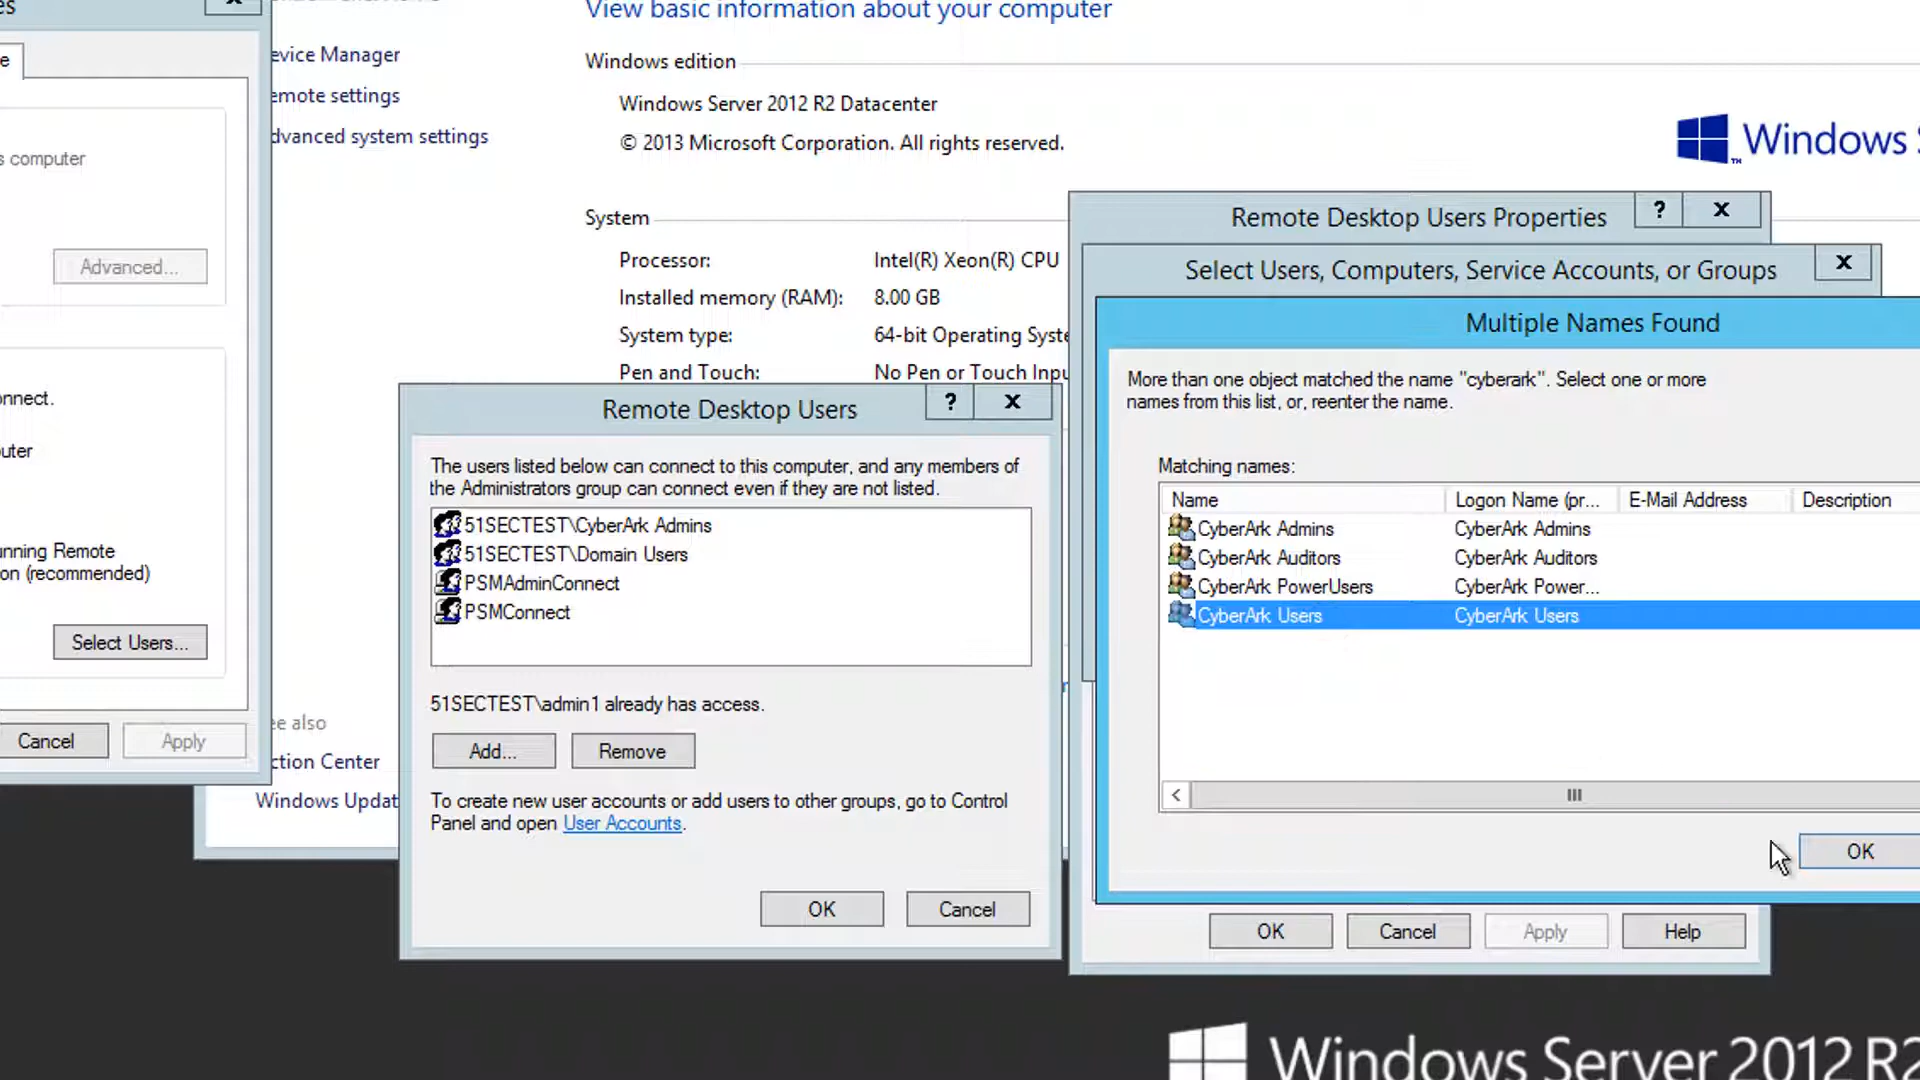 es
x
e
s computer
Advanced...
onnect.
uter
unning Remote
on (recommended)
Select Users...
Cancel
Apply
evice Manager
emote settings
dvanced system settings
ee also
ction Center
Windows Updat
View basic information about your computer
Windows edition
Windows Server 2012 R2 Datacenter
© 2013 Microsoft Corporation. All rights reserved.
Windows S
System
Processor: Intel(R) Xeon(R) CPU
Installed memory (RAM): 8.00 GB
System type: 64-bit Operating Syste
Pen and Touch: No Pen or Touch Inpu
Remote Desktop Users ? x
The users listed below can connect to this computer, and any members of
the Administrators group can connect even if they are not listed.
51SECTEST\CyberArk Admins
51SECTEST\Domain Users
PSMAdminConnect
PSMConnect
51SECTEST\admin1 already has access.
Add... Remove
To create new user accounts or add users to other groups, go to Control
Panel and open User Accounts.
OK Cancel
Remote Desktop Users Properties ? x
Select Users, Computers, Service Accounts, or Groups x
Multiple Names Found
More than one object matched the name "cyberark". Select one or more
names from this list, or, reenter the name.
Matching names:
Name Logon Name (pr... E-Mail Address Description
CyberArk Admins CyberArk Admins
CyberArk Auditors CyberArk Auditors
CyberArk PowerUsers CyberArk Power...
CyberArk Users CyberArk Users
OK
OK Cancel Apply Help
Windows Server 2012 R2